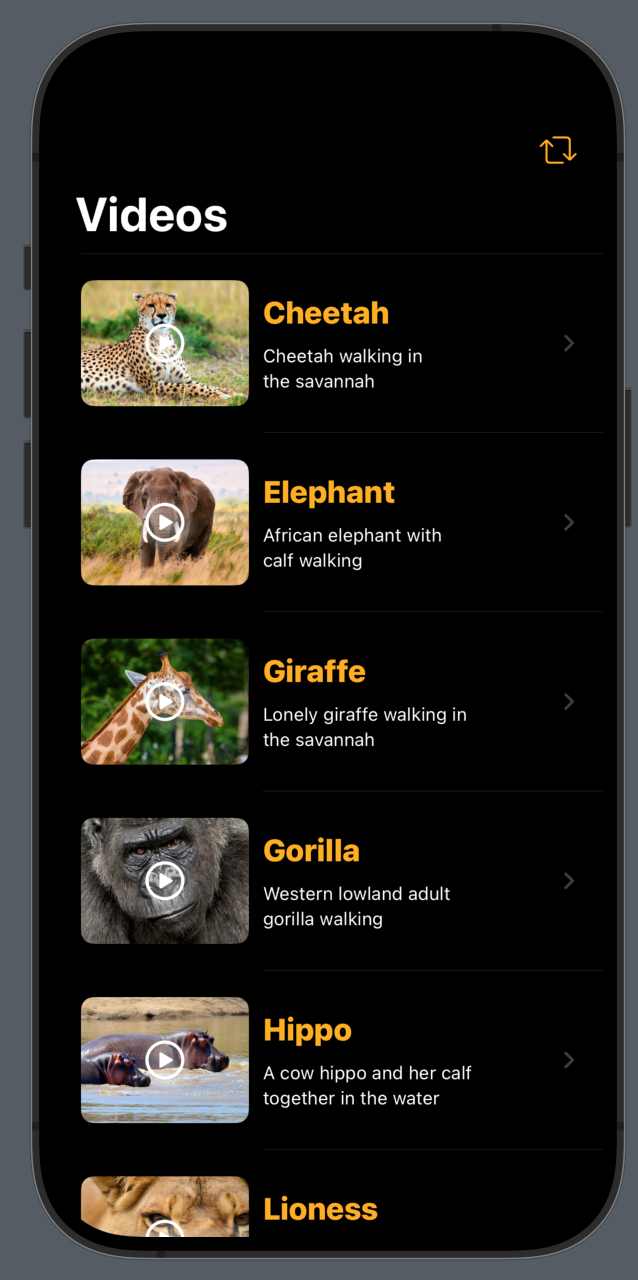 Videos
Cheetah
Cheetah walking in
the savannah
Elephant
African elephant with
calf walking
Giraffe
Lonely giraffe walking in
the savannah
Gorilla
Western lowland adult
gorilla walking
Hippo
A cow hippo and her calf
together in the water
Lioness